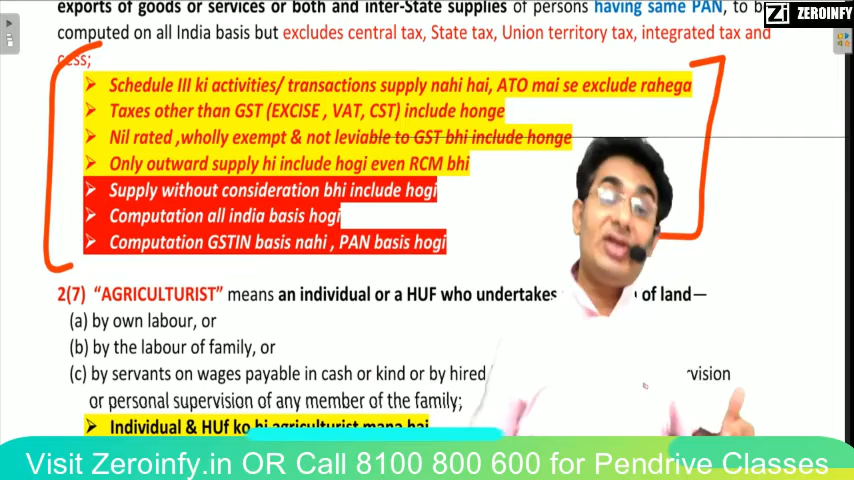 exports of goods or services or both and inter-State supplies of persons having same PAN, to be
Zi ZEROINFY
computed on all India basis but excludes central tax, State tax, Union territory tax, integrated tax and
cess;
➤ Schedule III ki activities/ transactions supply nahi hai, ATO mai se exclude rahega
➤ Taxes other than GST (EXCISE , VAT, CST) include honge
➤ Nil rated ,wholly exempt & not leviable to GST bhi include honge
➤ Only outward supply hi include hogi even RCM bhi
➤ Supply without consideration bhi include hogi
➤ Computation all india basis hogi
➤ Computation GSTIN basis nahi , PAN basis hogi
2(7) “AGRICULTURIST” means an individual or a HUF who undertakes of land—
(a) by own labour, or
(b) by the labour of family, or
(c) by servants on wages payable in cash or kind or by hired
or personal supervision of any member of the family;
➤ Individual & HUf ko hi agriculturist mana hai
Visit Zeroinfy.in OR Call 8100 800 600 for Pendrive Classes